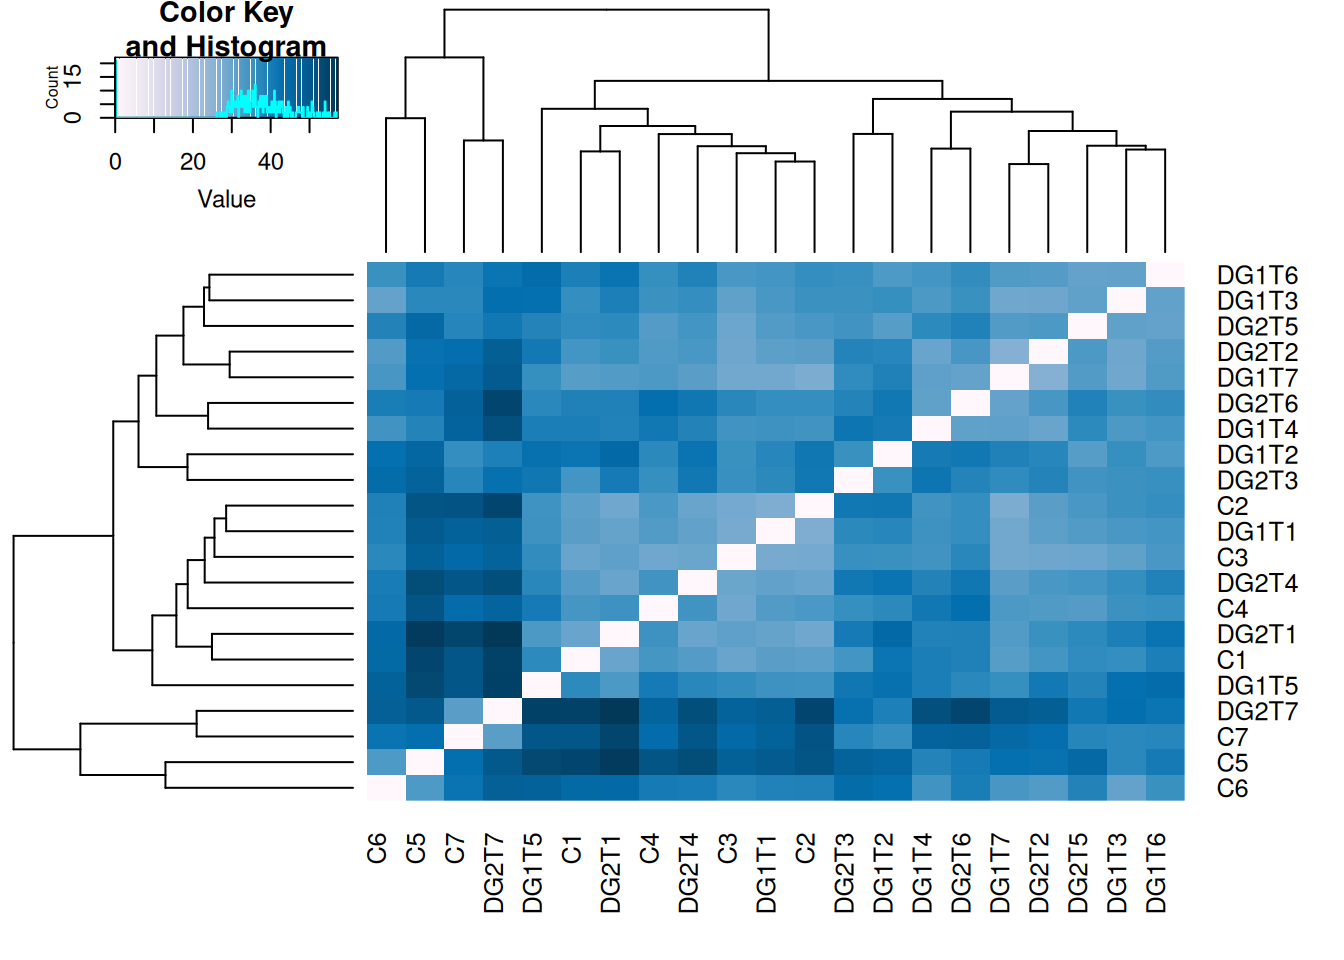 Color Key
and Histogram
Count
0 15
0 20 40
Value
DG1T6
DG1T3
DG2T5
DG2T2
DG1T7
DG2T6
DG1T4
DG1T2
DG2T3
C2
DG1T1
C3
DG2T4
C4
DG2T1
C1
DG1T5
DG2T7
C7
C5
C6
C6 C5 C7 DG2T7 DG1T5 C1 DG2T1 C4 DG2T4 C3 DG1T1 C2 DG2T3 DG1T2 DG1T4 DG2T6 DG1T7 DG2T2 DG2T5 DG1T3 DG1T6